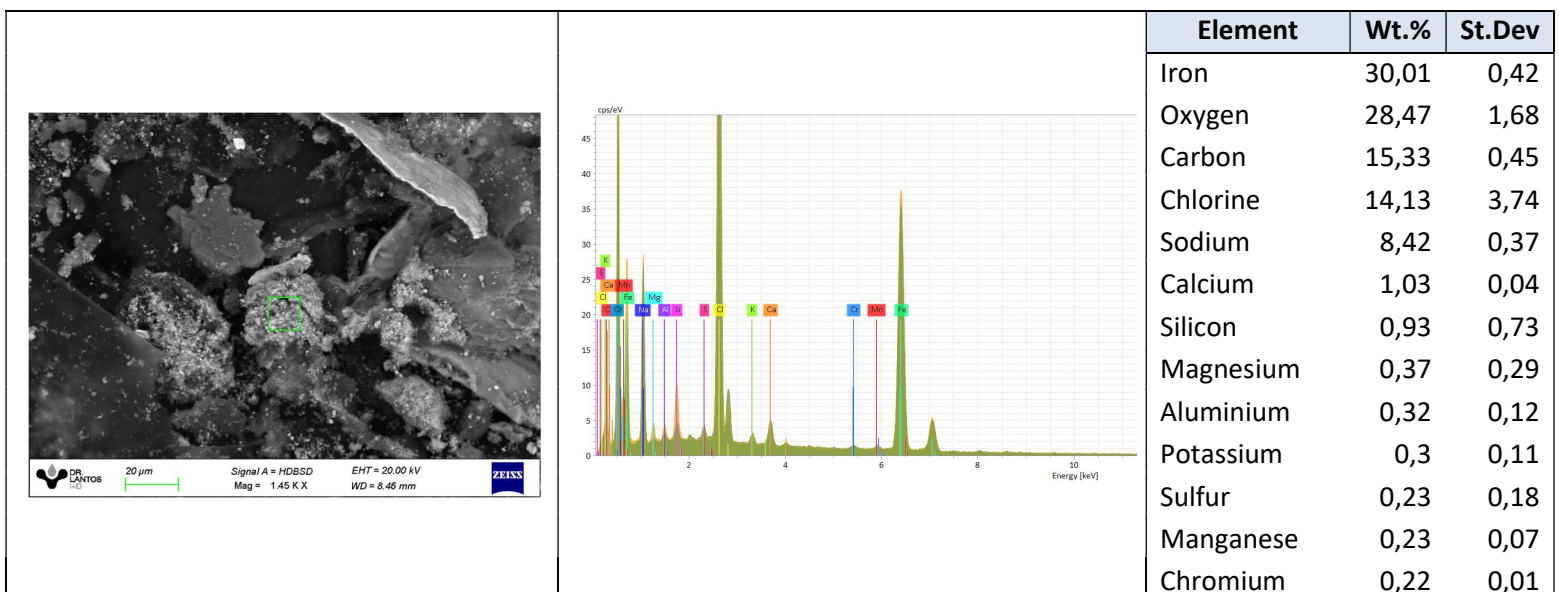 DR.
LANTOS
I+D
20 µm
Signal A = HDBSD
Mag = 1.45 K X
EHT = 20.00 kV
WD = 8.46 mm
ZEISS
cps/eV
45
40
35
30
25
20
15
10
5
0
K
S
Ca Mn
Cl Fe Mg
C Cr Na Al Si S Cl K Ca Cr Mn Fe
2 4 6 8 10
Energy [keV]
Element Wt.% St.Dev
Iron 30,01 0,42
Oxygen 28,47 1,68
Carbon 15,33 0,45
Chlorine 14,13 3,74
Sodium 8,42 0,37
Calcium 1,03 0,04
Silicon 0,93 0,73
Magnesium 0,37 0,29
Aluminium 0,32 0,12
Potassium 0,3 0,11
Sulfur 0,23 0,18
Manganese 0,23 0,07
Chromium 0,22 0,01